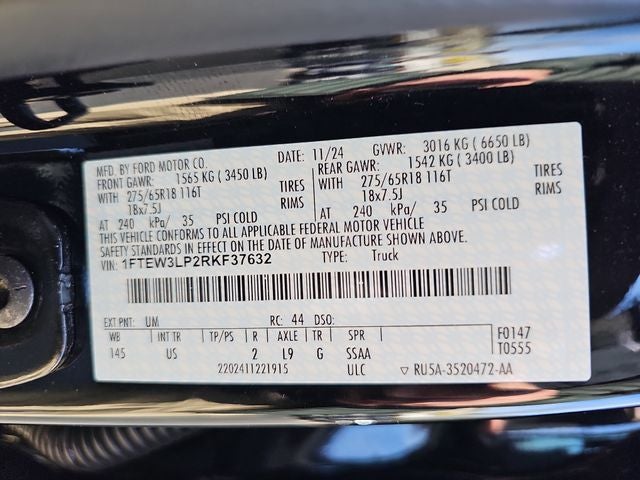 MFD. BY FORD MOTOR CO.
DATE: 11/24 GVWR: 3016 KG (6650 LB)
FRONT GAWR: 1565 KG (3450 LB)
REAR GAWR: 1542 KG (3400 LB)
WITH 275/65R18 116T TIRES
WITH 275/65R18 116T TIRES
18x7.5J RIMS
18x7.5J RIMS
AT 240 kPa/ 35 PSI COLD
AT 240 kPa/ 35 PSI COLD
THIS VEHICLE CONFORMS TO ALL APPLICABLE FEDERAL MOTOR VEHICLE
SAFETY STANDARDS IN EFFECT ON THE DATE OF MANUFACTURE SHOWN ABOVE.
VIN: 1FTEW3LP2RKF37632 TYPE: Truck
EXT PNT: UM RC: 44 DSO:
WB INT TR TP/PS R AXLE TR SPR
145 US 2 L9 G SSAA
F0147
T0555
2202411221915 ULC ▽ RU5A-3520472-AA